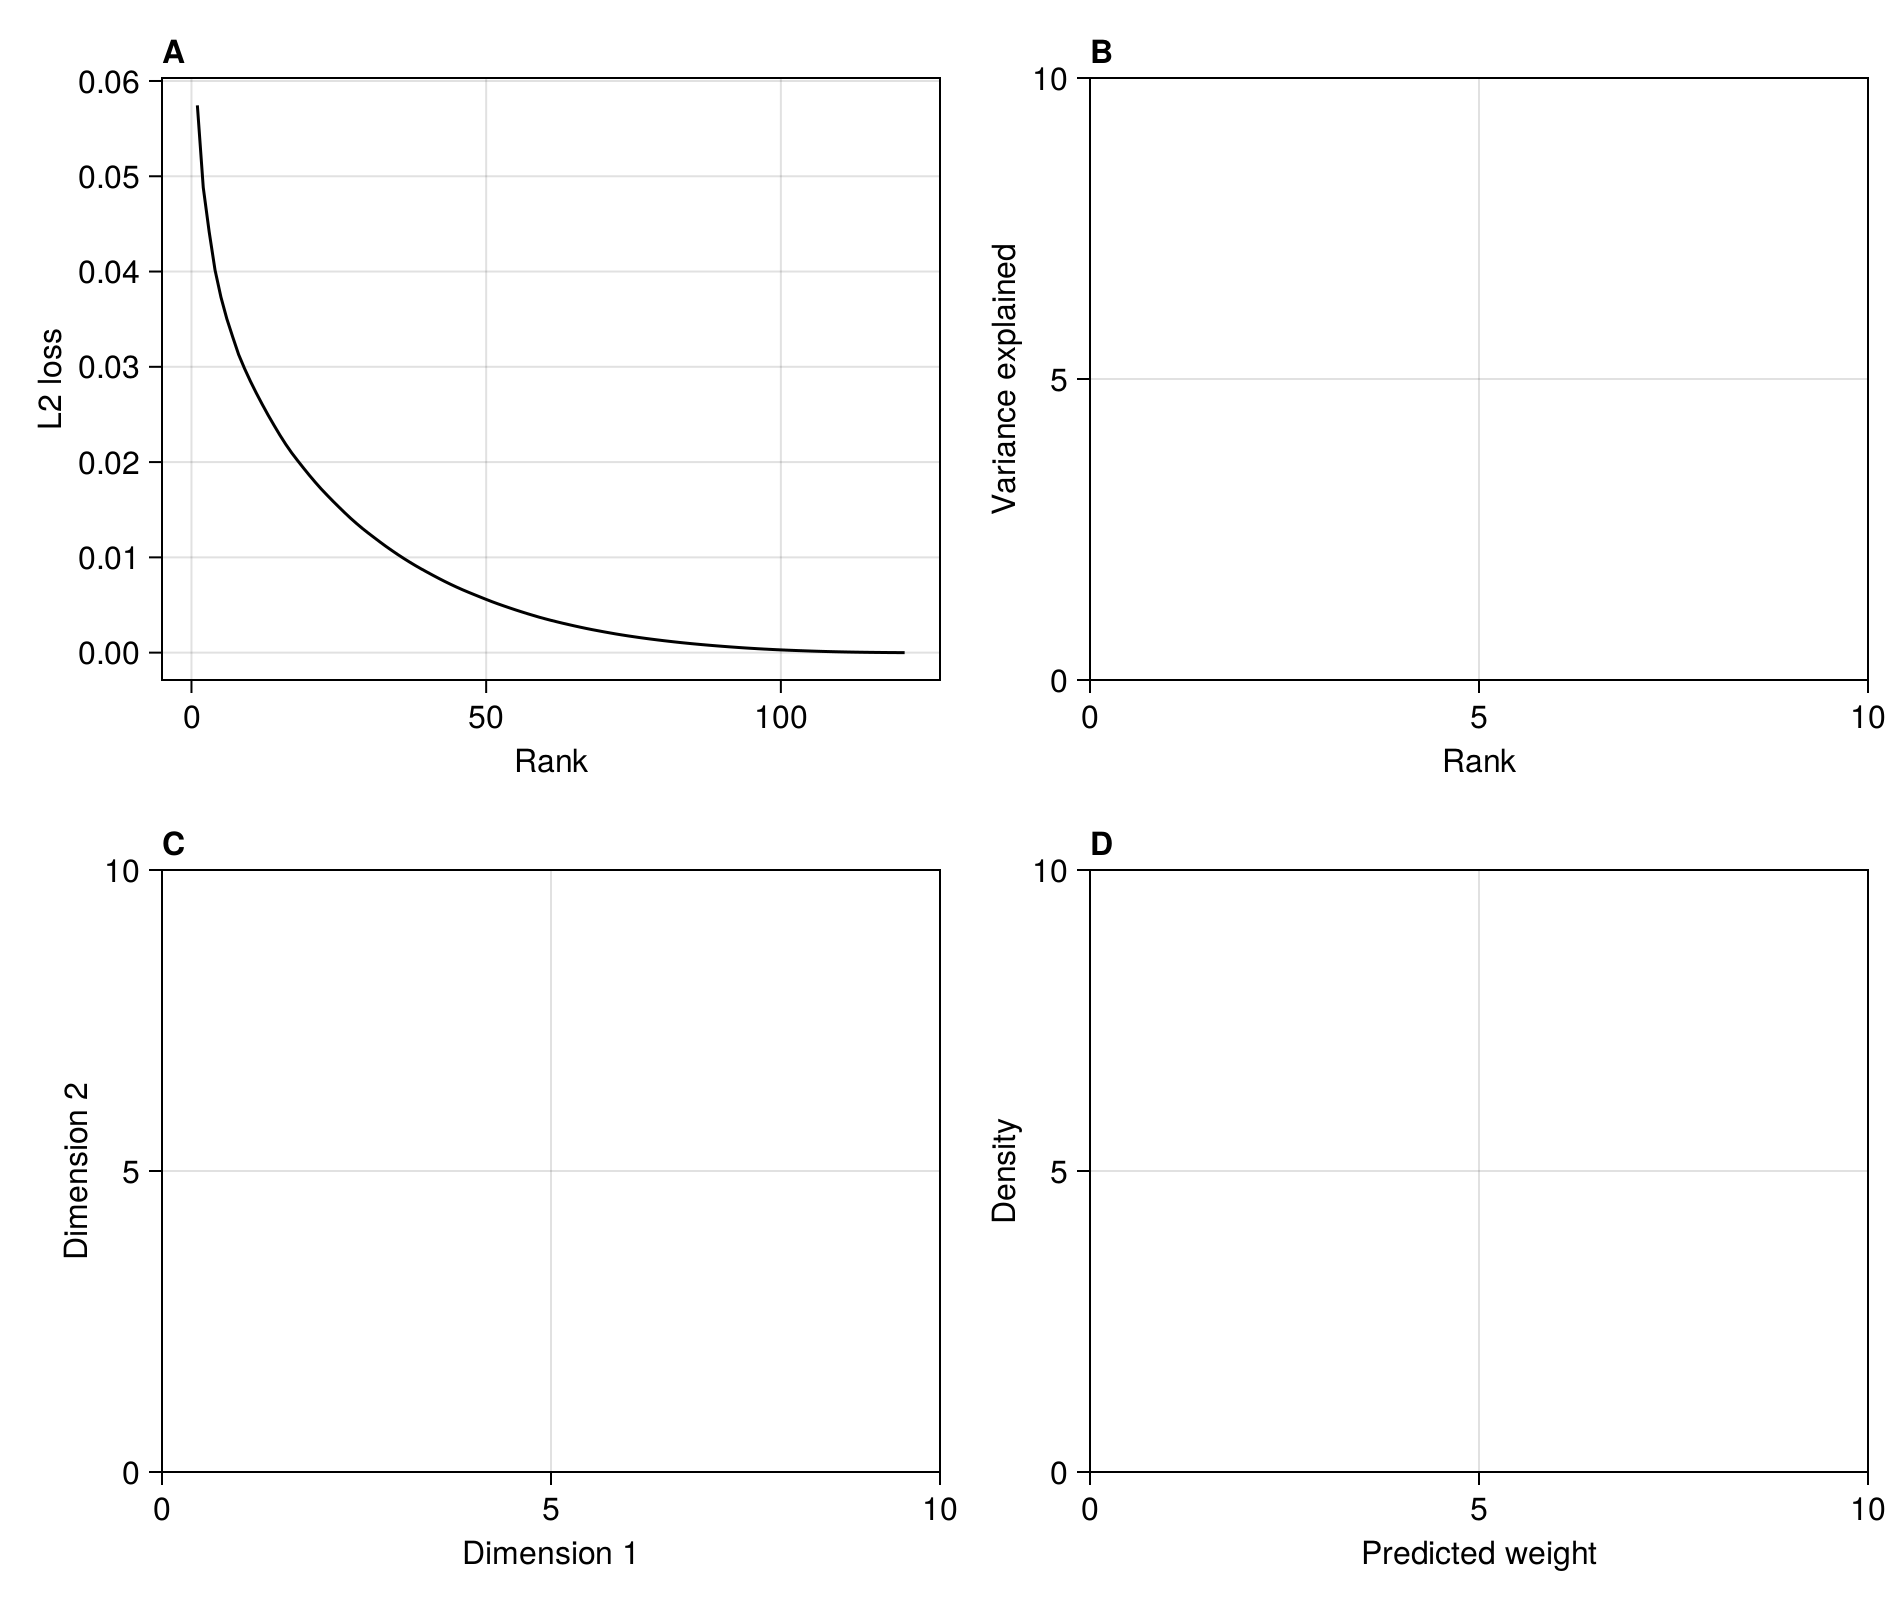 A
0.06
0.05
0.04
0.03
0.02
0.01
0.00
L2 loss
0 50 100
Rank
B
10
5
0
Variance explained
0 5 10
Rank
C
10
5
0
Dimension 2
0 5 10
Dimension 1
D
10
5
0
Density
0 5 10
Predicted weight